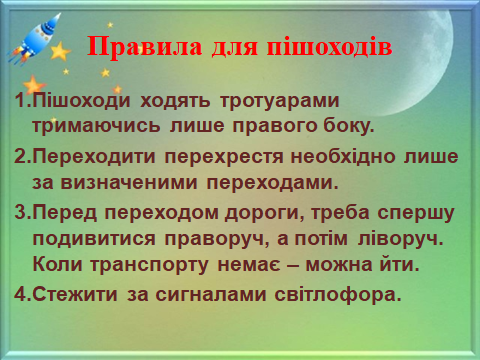 Правила для пішоходів
1.Пішоходи ходять тротуарами
тримаючись лише правого боку.
2.Переходити перехрестя необхідно лише
за визначеними переходами.
3.Перед переходом дороги, треба спершу
подивитися праворуч, а потім ліворуч.
Коли транспорту немає – можна йти.
4.Стежити за сигналами світлофора.